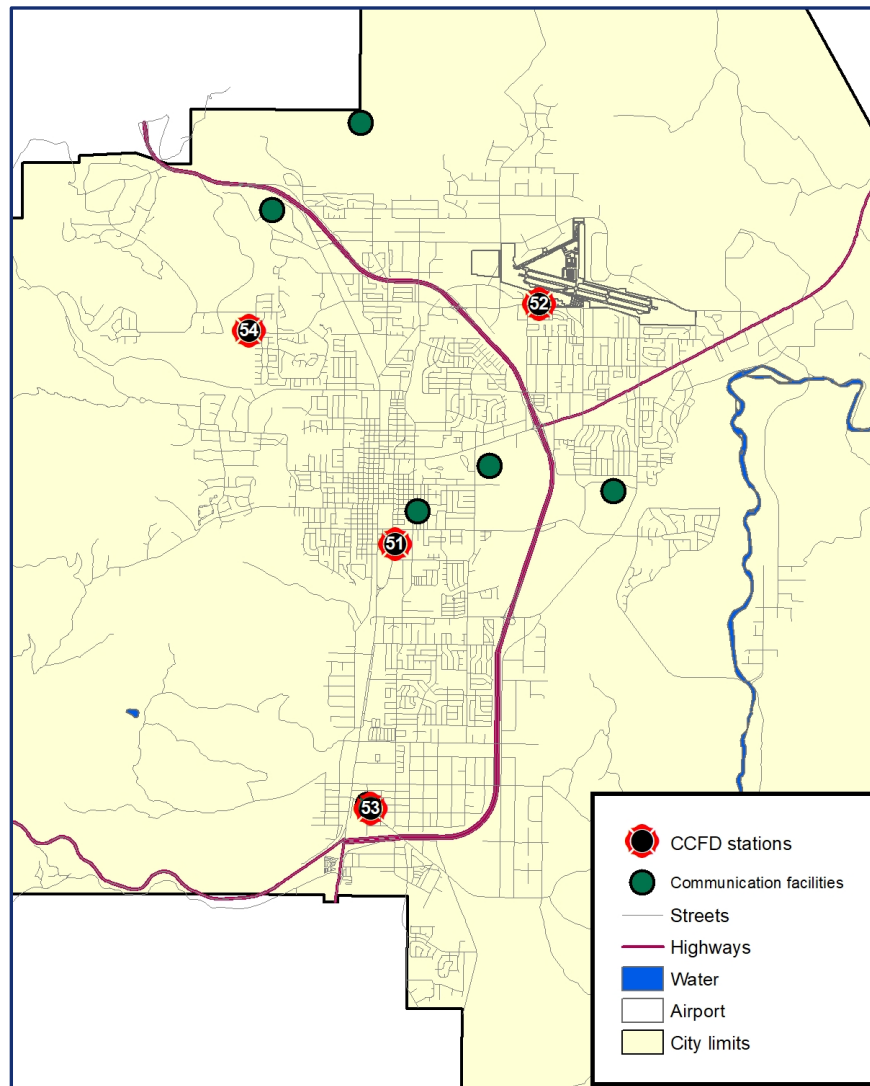 52
54
51
53
CCFD stations
Communication facilities
Streets
Highways
Water
Airport
City limits